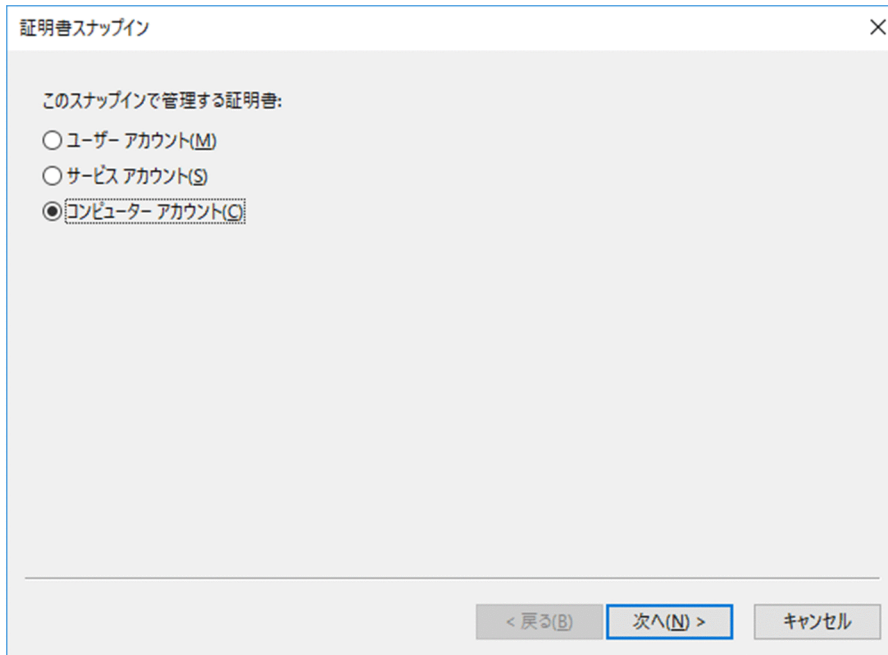 証明書スナップイン
このスナップインで管理する証明書:
ユーザー アカウント(M)
サービス アカウント(S)
コンピューター アカウント(C)
< 戻る(B) 次へ(N) > キャンセル